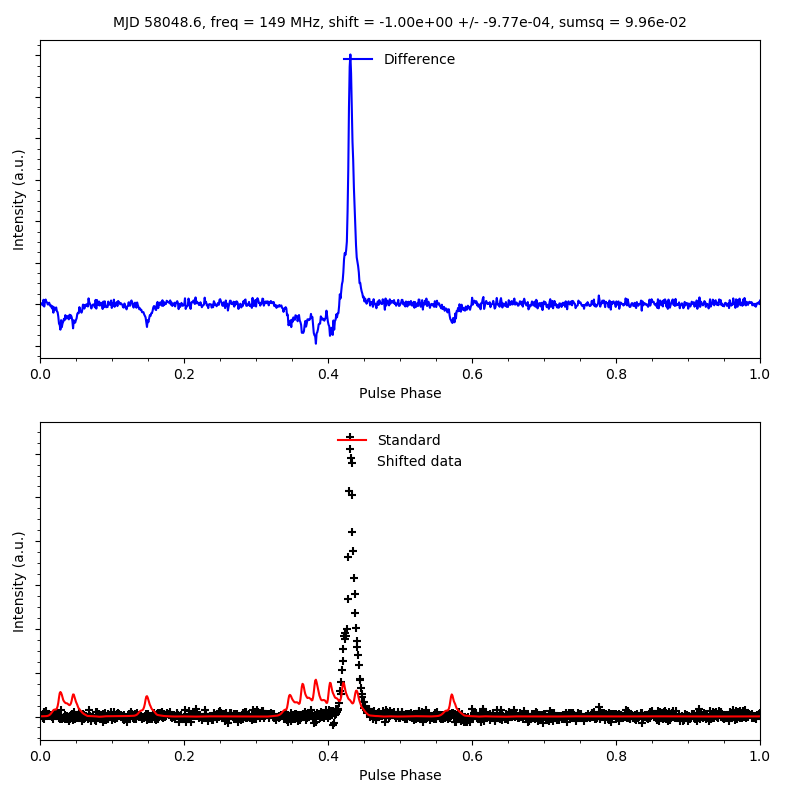 MJD 58048.6, freq = 149 MHz, shift = -1.00e+00 +/- -9.77e-04, sumsq = 9.96e-02
Difference
Intensity (a.u.)
0.0 0.2 0.4 0.6 0.8 1.0
Pulse Phase
Standard
Shifted data
Intensity (a.u.)
0.0 0.2 0.4 0.6 0.8 1.0
Pulse Phase